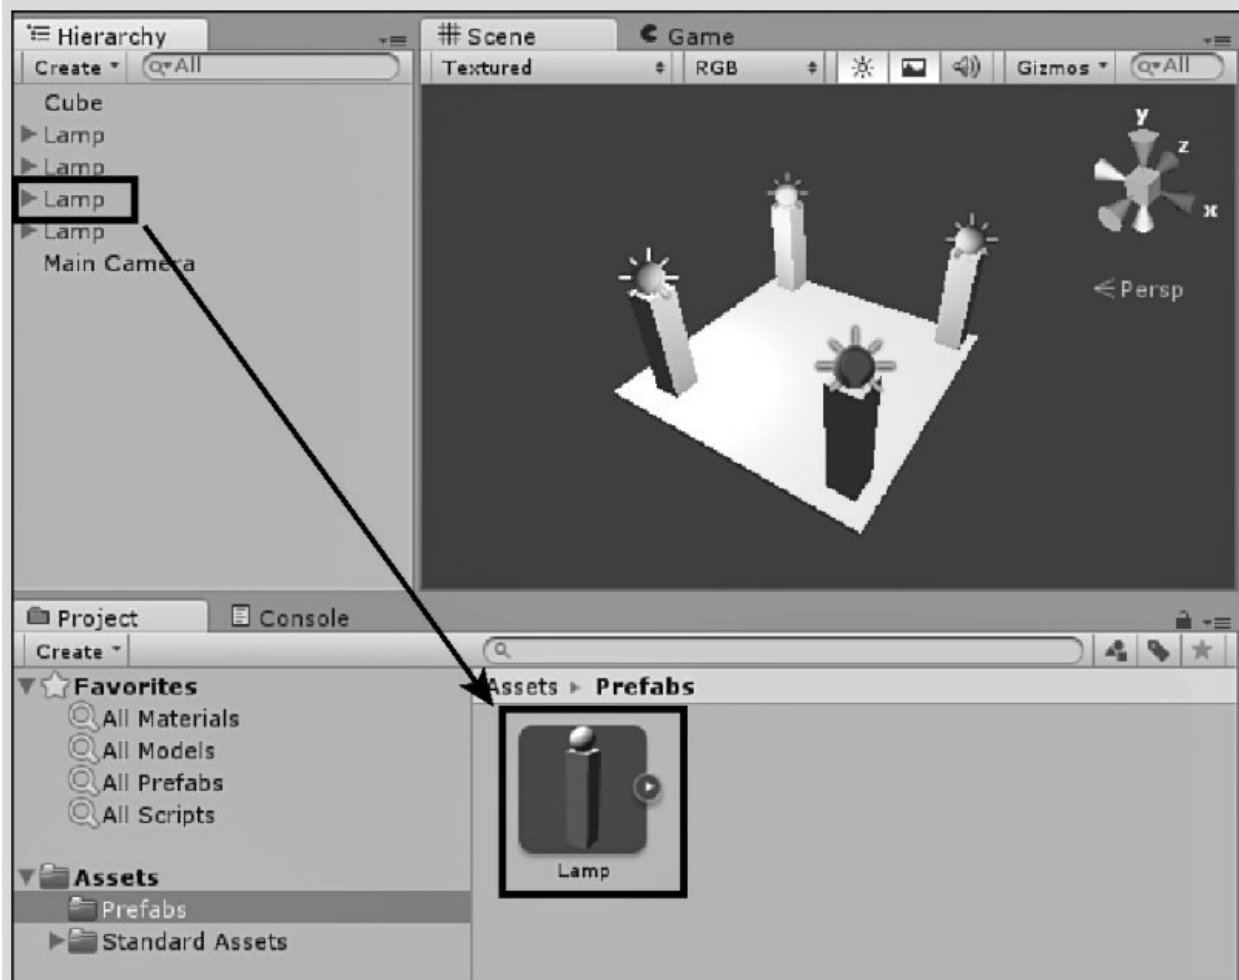 Hierarchy
Create All
Cube
Lamp
Lamp
Lamp
Lamp
Main Camera
Scene Game
Textured RGB Gizmos All
y
z
x
Persp
Project Console
Create
Favorites
All Materials
All Models
All Prefabs
All Scripts
Assets
Prefabs
Standard Assets
Assets Prefabs
Lamp